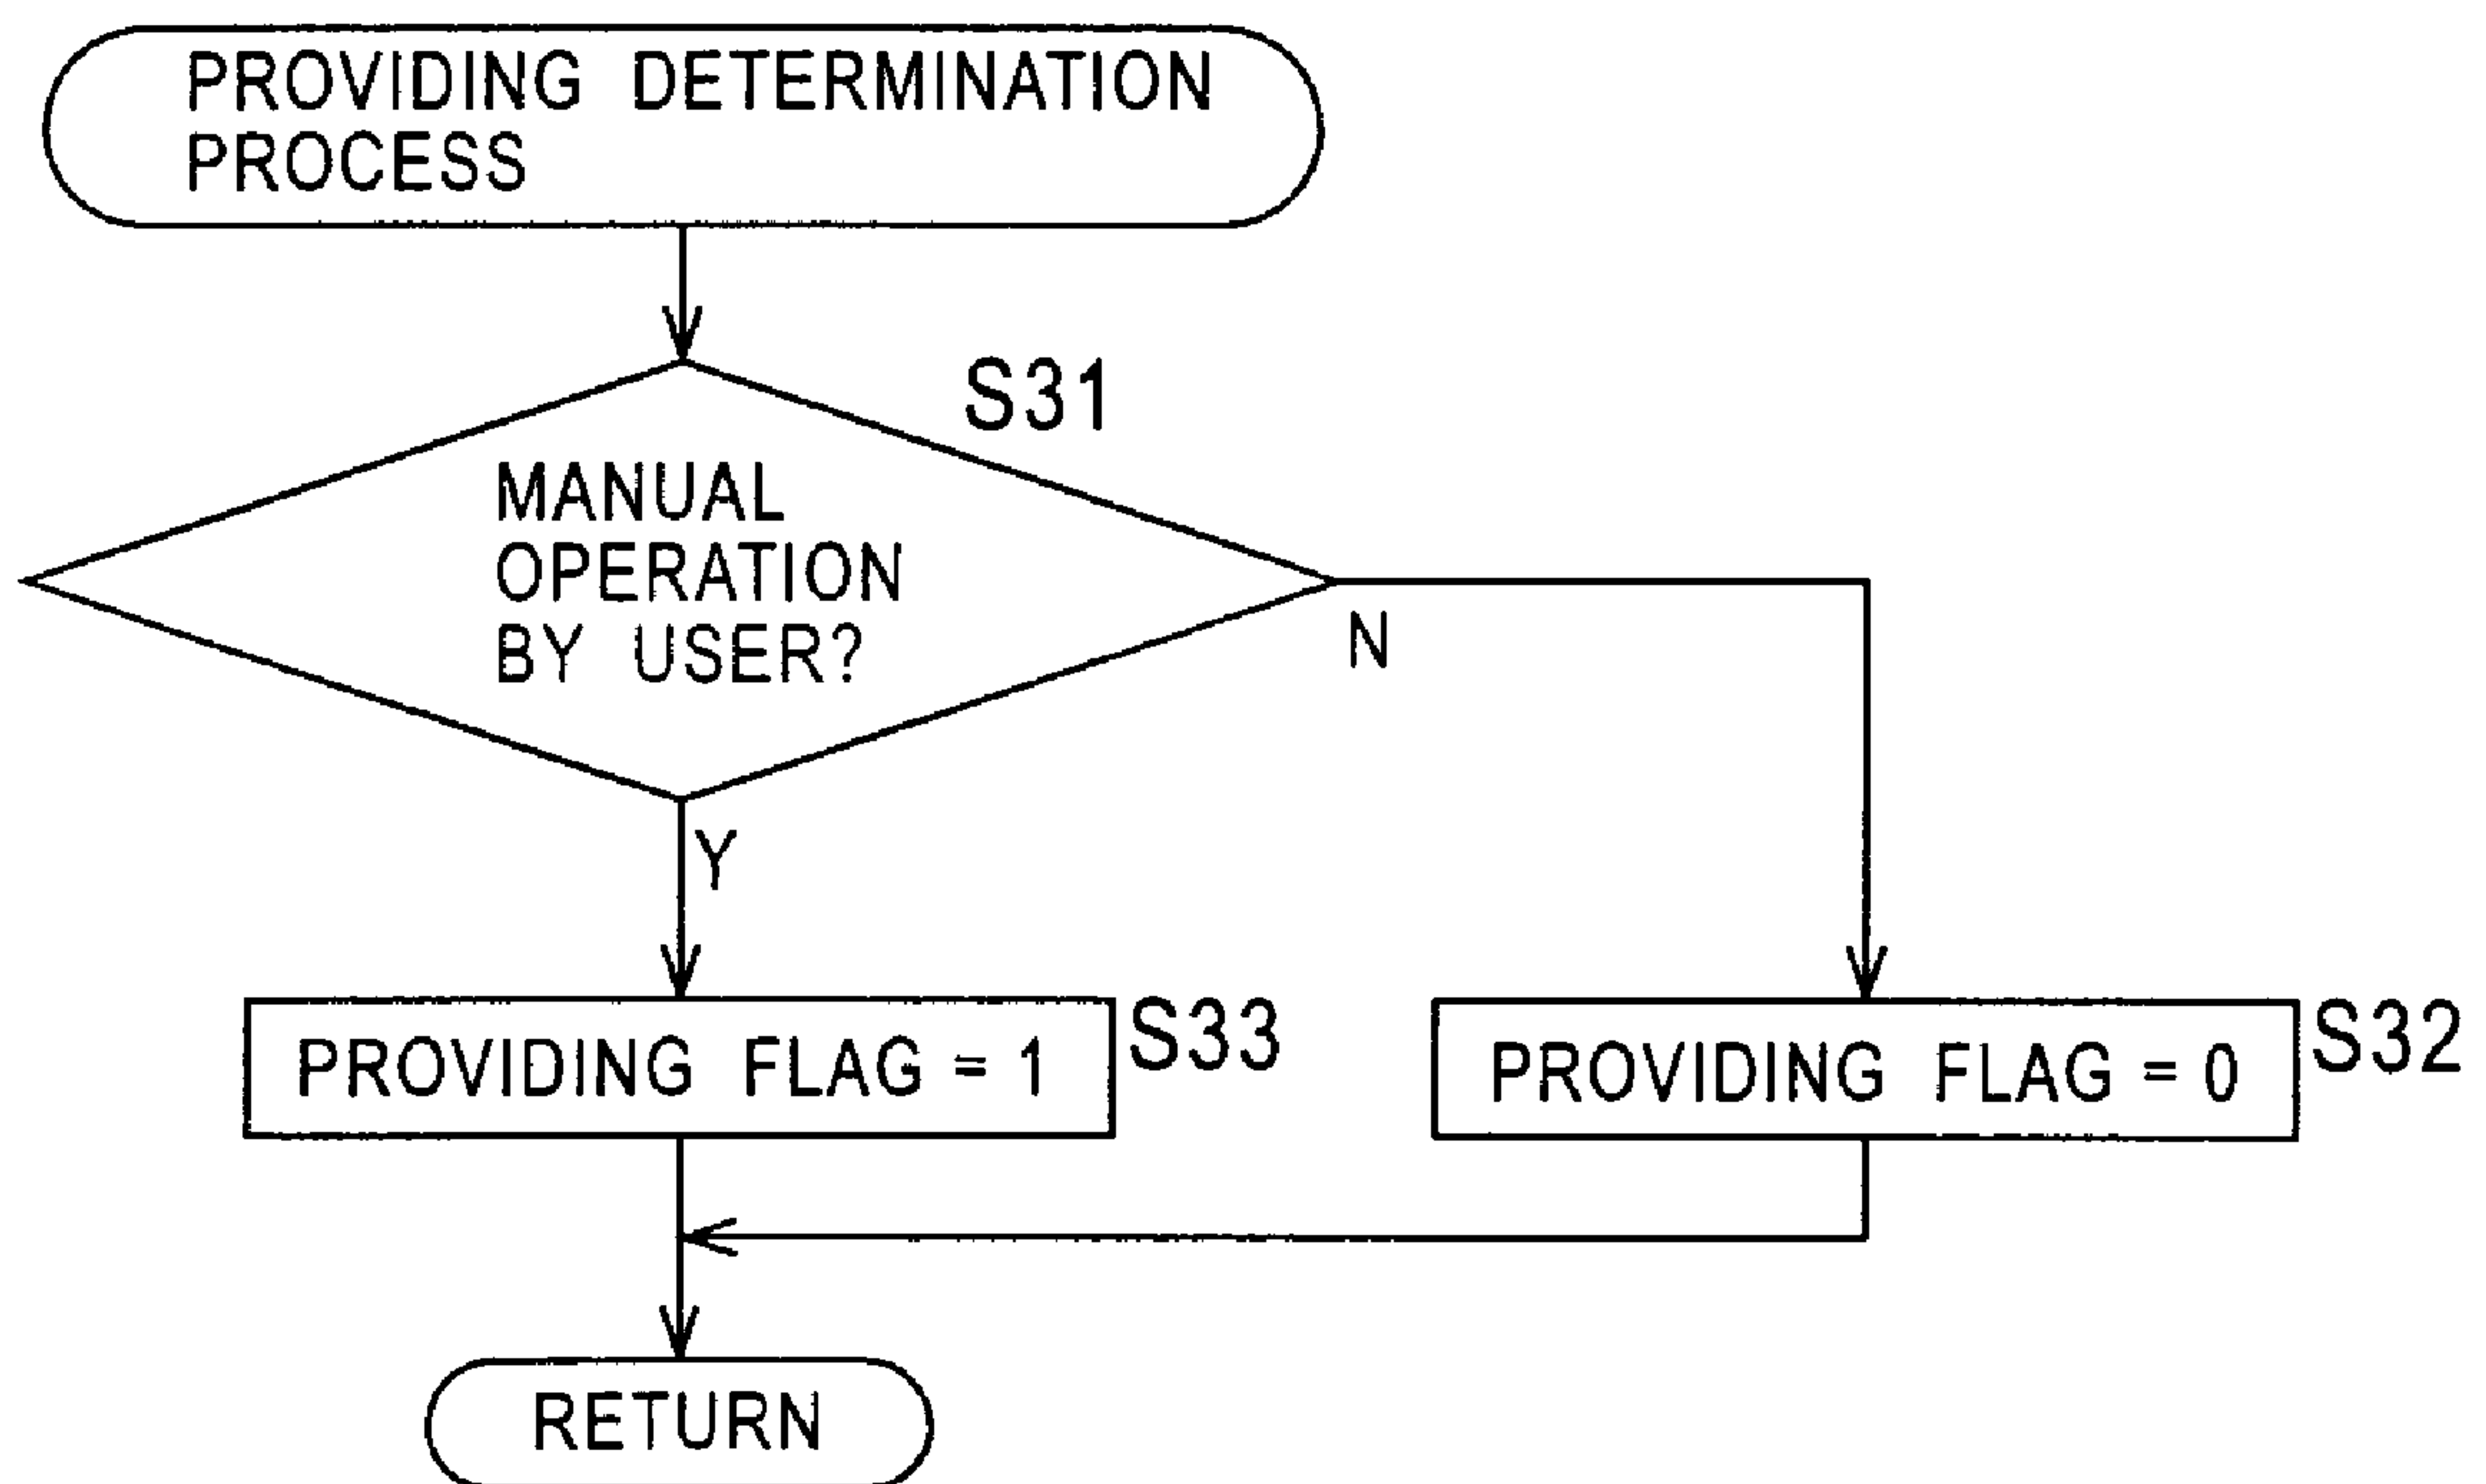 PROVIDING DETERMINATION
PROCESS
S31
MANUAL
OPERATION
BY USER?
N
Y
PROVIDING FLAG = 1
S33
PROVIDING FLAG = 0
S32
RETURN